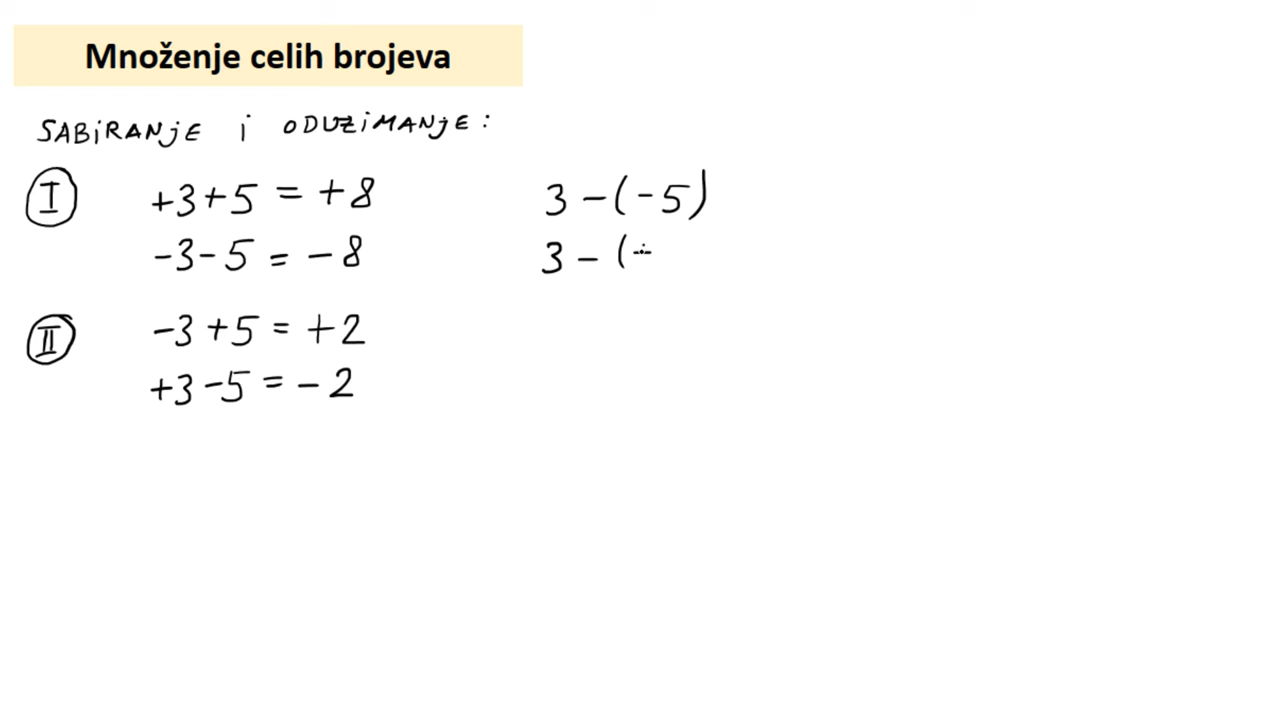 Množenje celih brojeva
SABiRANjE i ODUZiMANjE:
I +3+5 = +8
-3-5 = -8
II -3+5 = +2
+3-5 = -2
3-(-5)
3-(